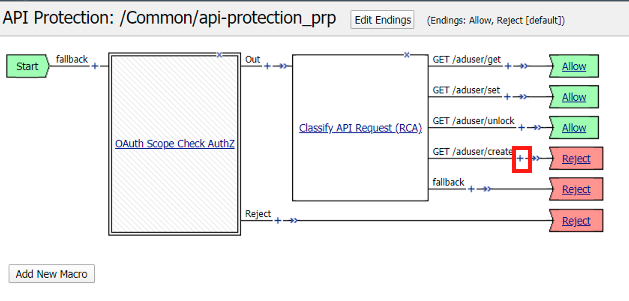 API Protection: /Common/api-protection_prp
Edit Endings
(Endings: Allow, Reject [default])
Start
fallback
OAuth Scope Check AuthZ
Out
Reject
Classify API Request (RCA)
GET /aduser/get
Allow
GET /aduser/set
Allow
GET /aduser/unlock
Allow
GET /aduser/create
Reject
fallback
Reject
Reject
Add New Macro